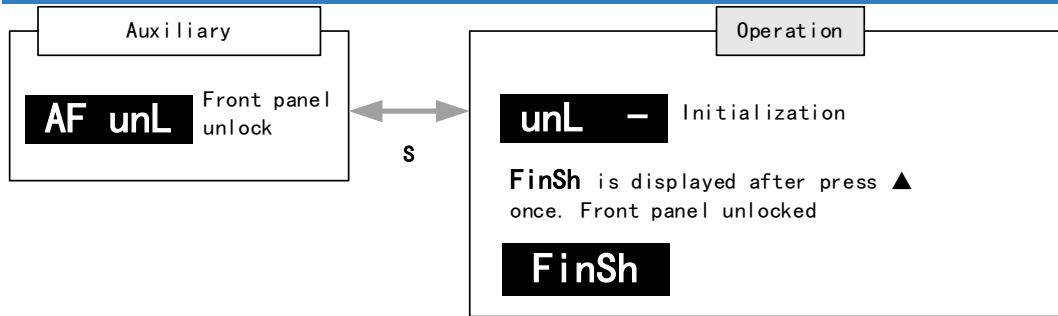 Auxiliary
AF unL
Front panel
unlock
S
Operation
unL -
Initialization
FinSh is displayed after press ▲
once. Front panel unlocked
FinSh